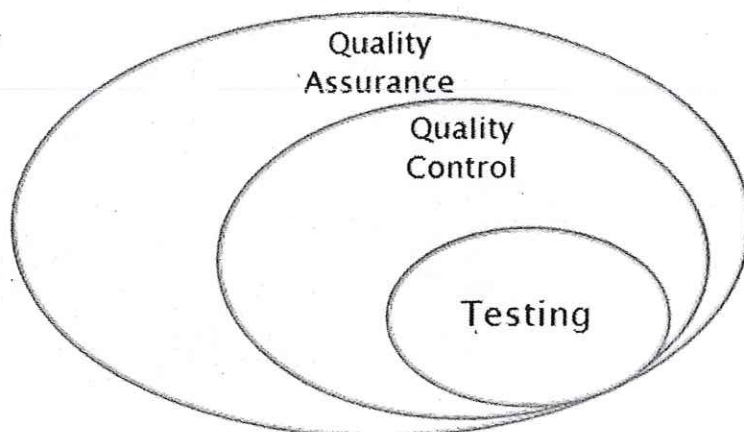 Quality
Assurance
Quality
Control
Testing